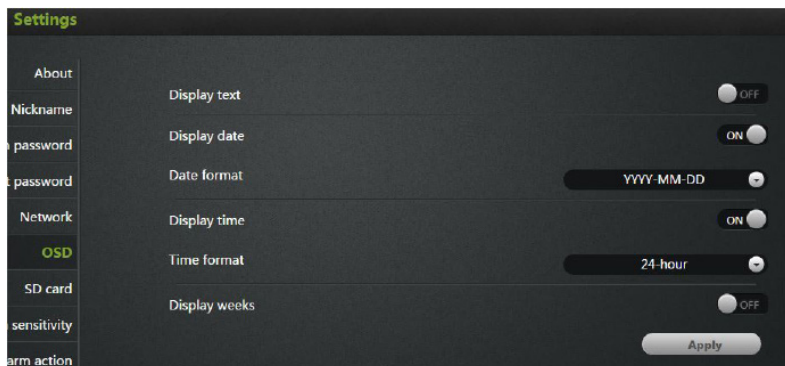 Settings
About
Nickname
password
password
Network
OSD
SD card
sensitivity
arm action
Display text OFF
Display date ON
Date format YYYY-MM-DD
Display time ON
Time format 24-hour
Display weeks OFF
Apply